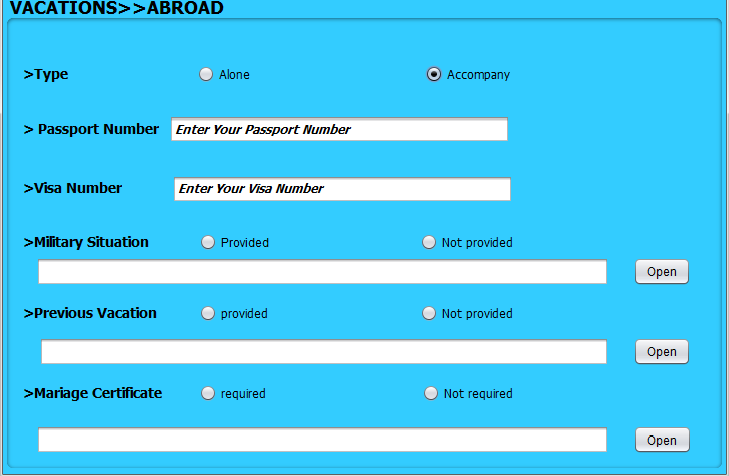 VACATIONS>>ABROAD
>Type Alone Accompany
> Passport Number Enter Your Passport Number
>Visa Number Enter Your Visa Number
>Military Situation Provided Not provided
Open
>Previous Vacation provided Not provided
Open
>Mariage Certificate required Not required
Open